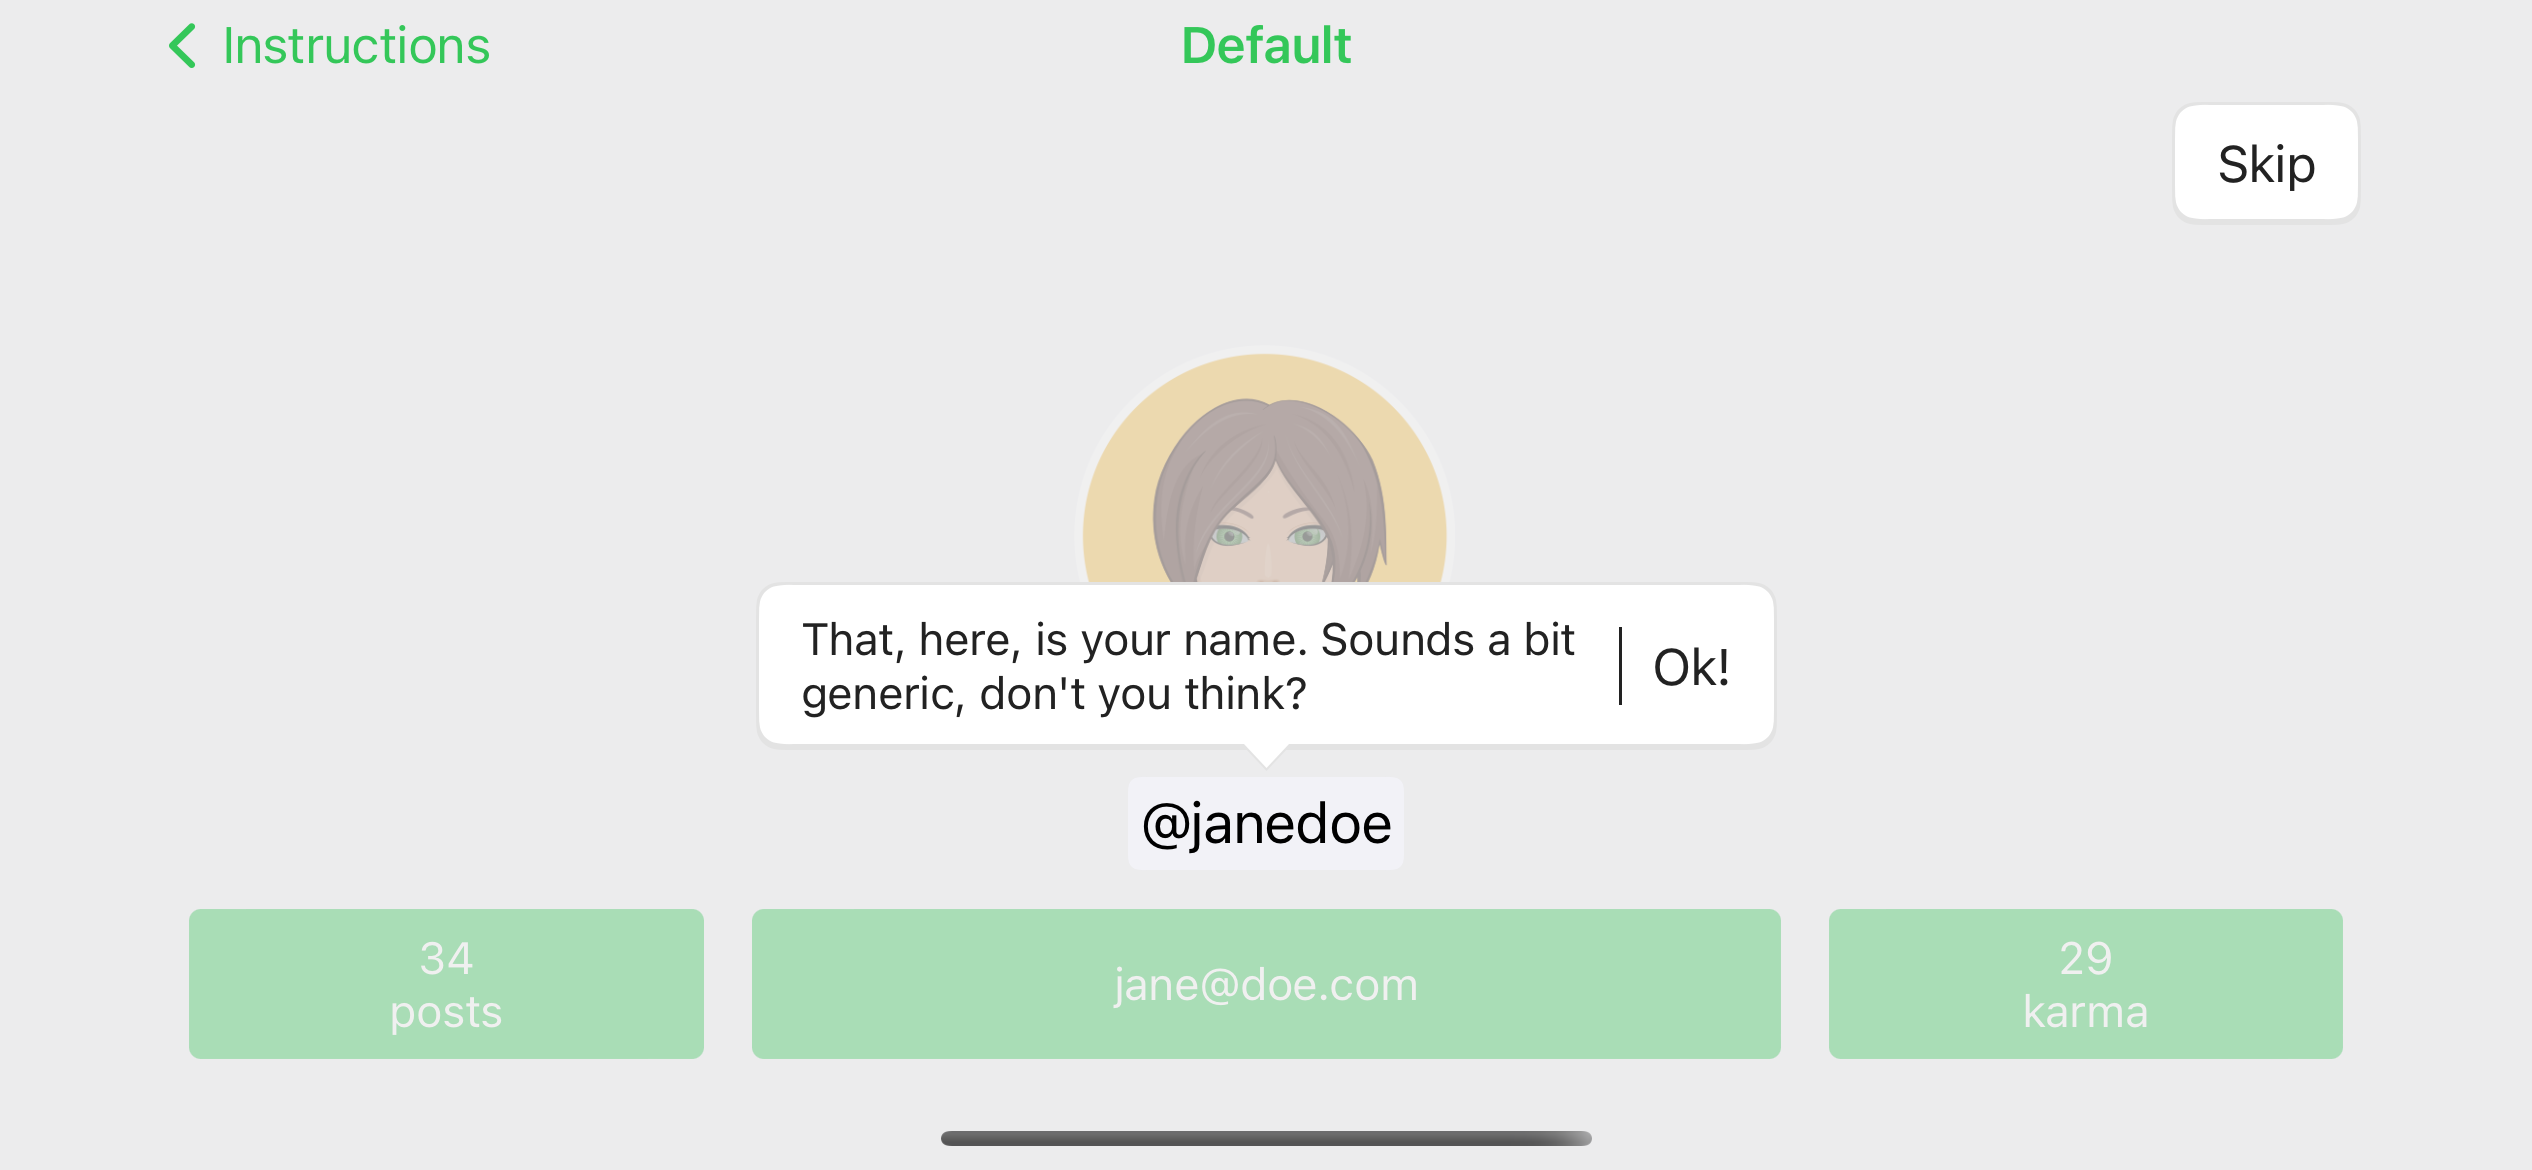 Instructions
Default
Skip
That, here, is your name. Sounds a bit
generic, don't you think?
Ok!
@janedoe
34
posts
jane@doe.com
29
karma